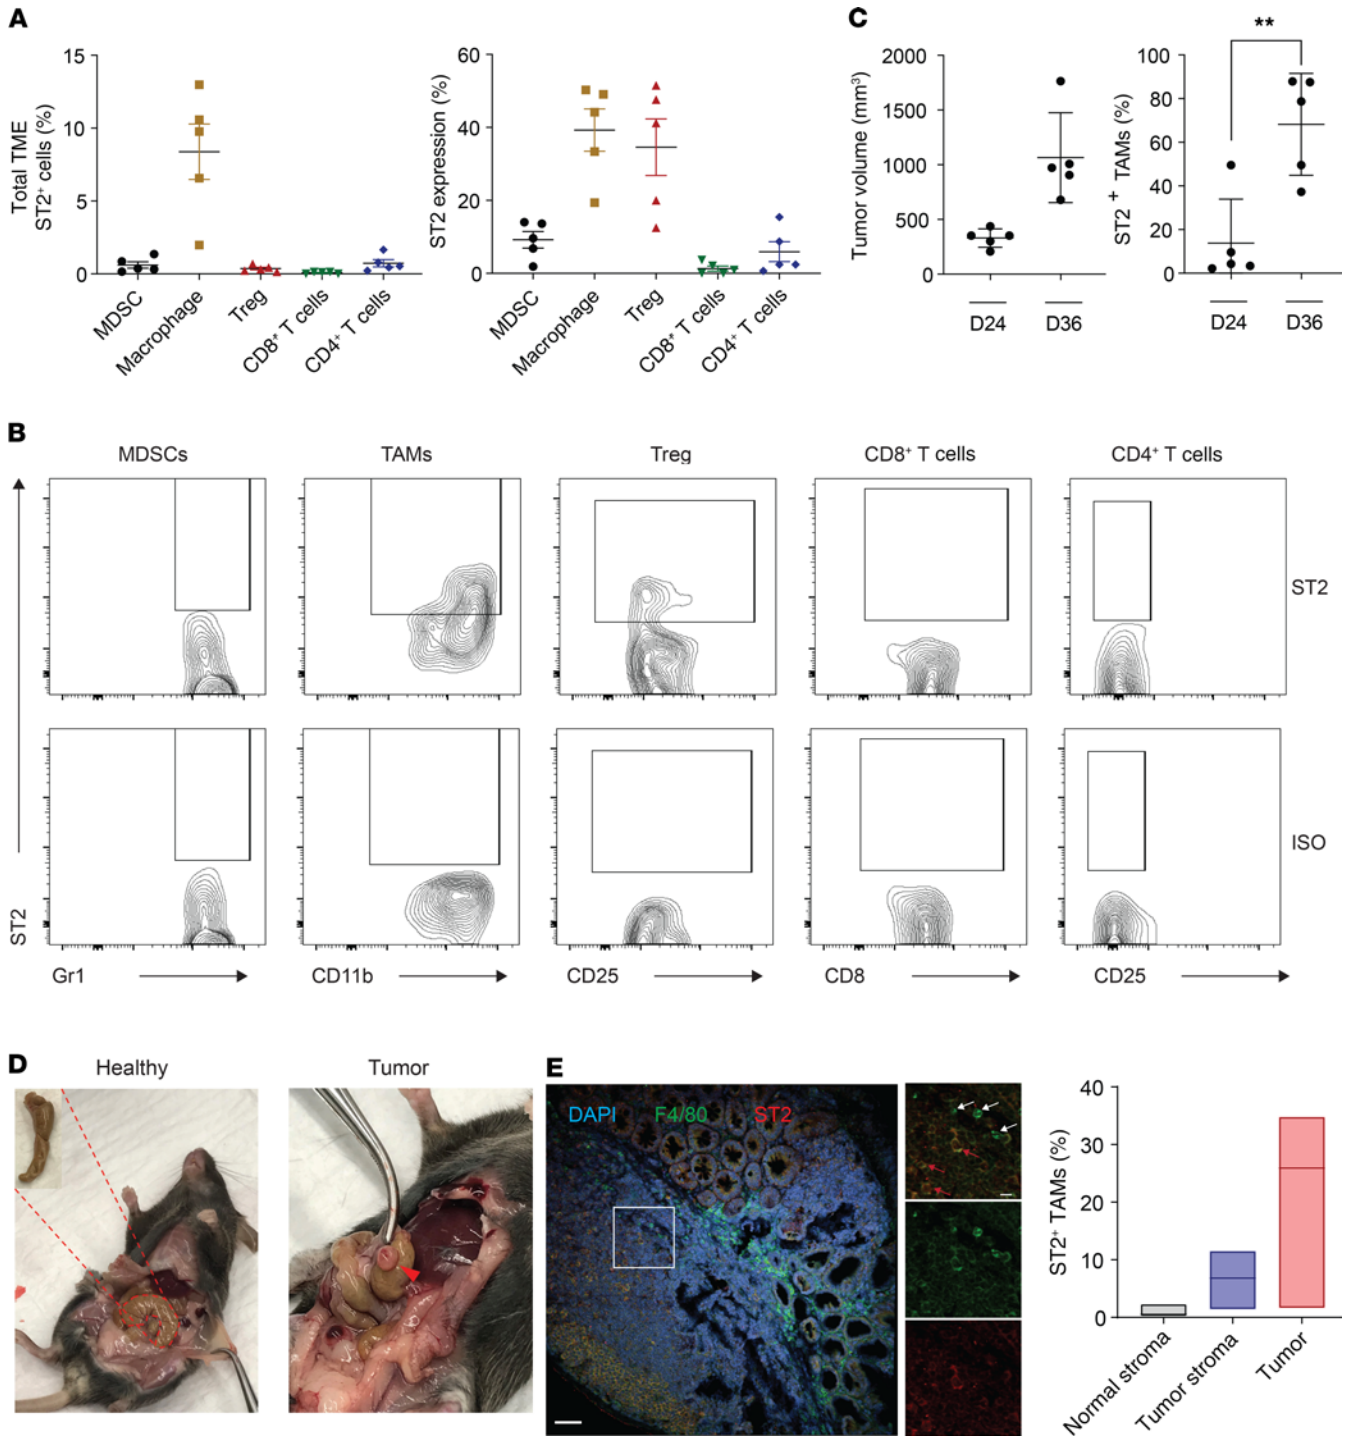 A
Total TME
ST2+ cells (%)
15
10
5
0
MDSC
Macrophage
Treg
CD8+ T cells
CD4+ T cells
ST2 expression (%)
60
40
20
0
MDSC
Macrophage
Treg
CD8+ T cells
CD4+ T cells
C
Tumor volume (mm³)
2000
1500
1000
500
0
D24
D36
ST2+ TAMs (%)
100
80
60
40
20
0
**
D24
D36
B
MDSCs
TAMs
Treg
CD8+ T cells
CD4+ T cells
ST2
ISO
ST2
Gr1
CD11b
CD25
CD8
CD25
D
Healthy
Tumor
E
DAPI
F4/80
ST2
ST2+ TAMs (%)
40
30
20
10
0
Normal stroma
Tumor stroma
Tumor